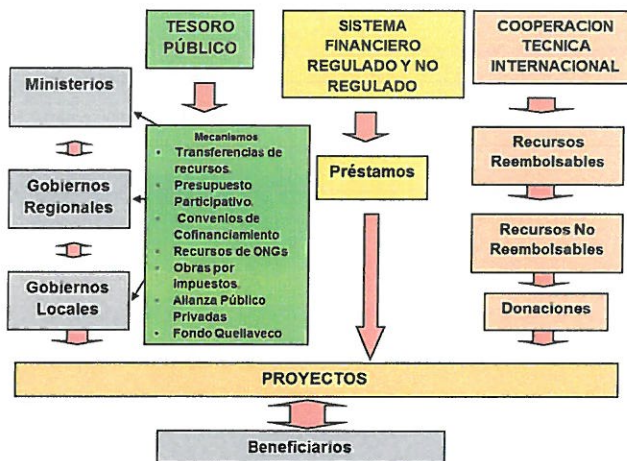 TESORO
PÚBLICO
SISTEMA
FINANCIERO
REGULADO Y NO
REGULADO
COOPERACION
TECNICA
INTERNACIONAL
Ministerios
Gobiernos
Regionales
Gobiernos
Locales
Mecanismos
• Transferencias de
recursos.
• Presupuesto
Participativo.
• Convenios de
Cofinanciamiento
• Recursos de ONGs
• Obras por
Impuestos.
• Alianza Público
Privadas
• Fondo Quellaveco
Préstamos
Recursos
Reembolsables
Recursos No
Reembolsables
Donaciones
PROYECTOS
Beneficiarios